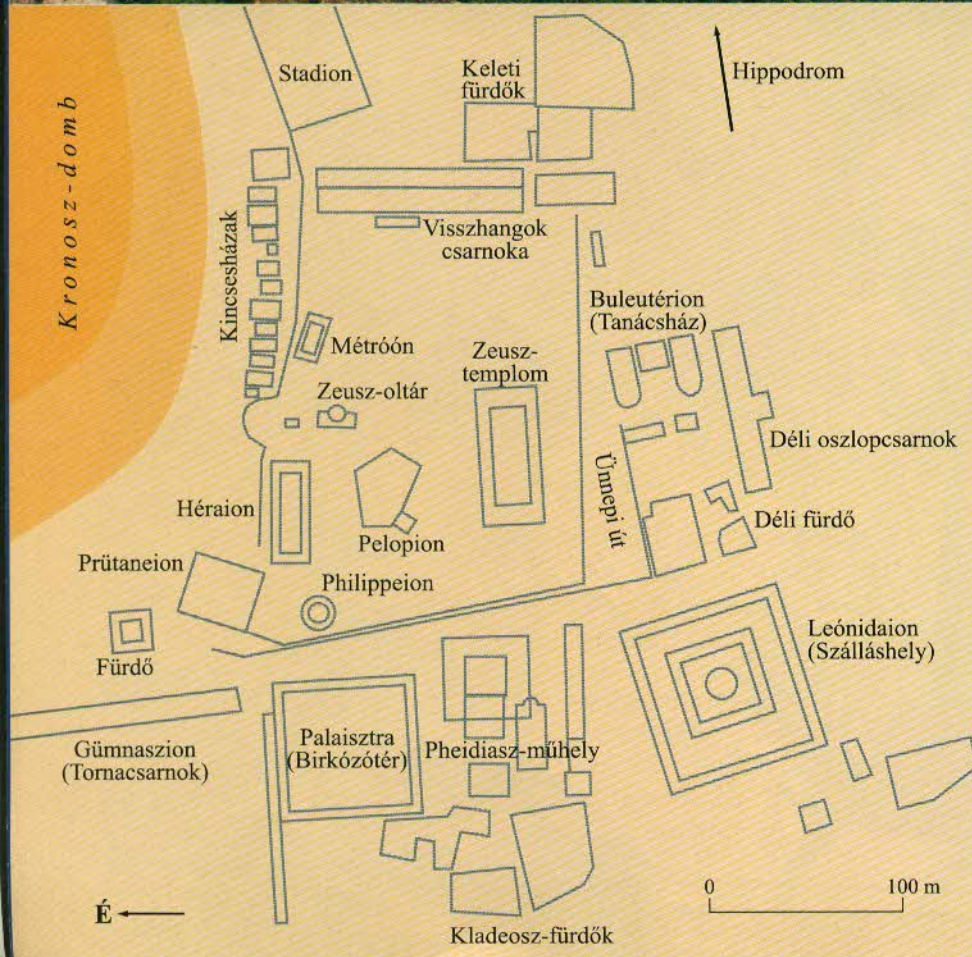 Stadion
Keleti
fürdők
Hippodrom
Kronosz-domb
Kincsesházak
Visszhangok
csarnoka
Buleutérion
(Tanácsház)
Métróón
Zeusz-
templom
Zeusz-oltár
Déli oszlopcsarnok
Ünnepi út
Héraion
Pelopion
Déli fürdő
Prütaneion
Philippeion
Fürdő
Leónidaion
(Szálláshely)
Gümnaszion
(Tornacsarnok)
Palaisztra
(Birkózótér)
Pheidiasz-műhely
0 100 m
É
Kladeosz-fürdők